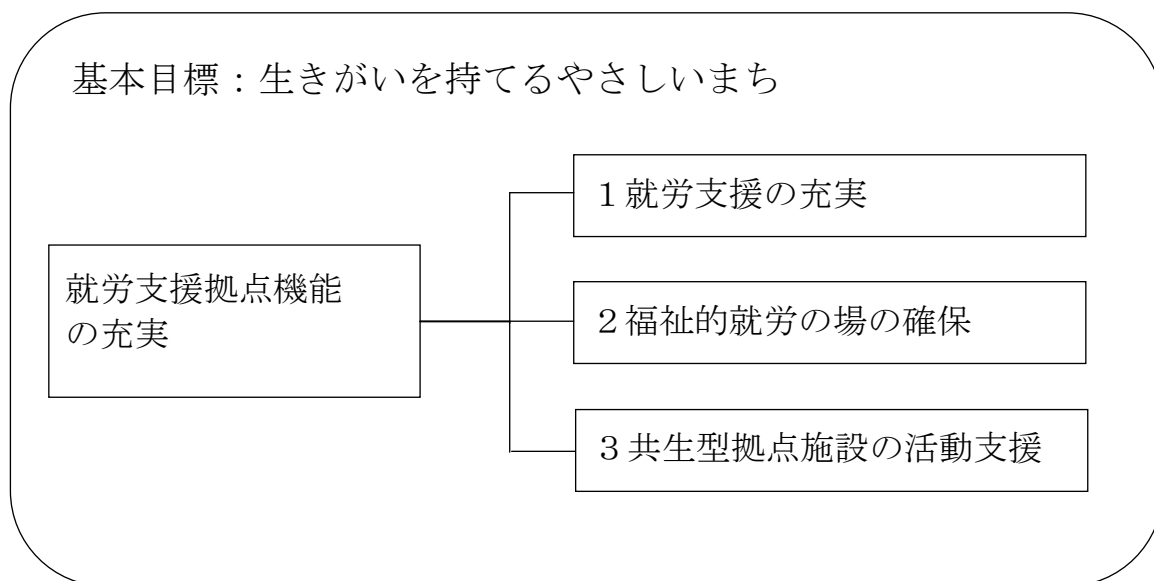 基本目標：生きがいを持てるやさしいまち
１就労支援の充実
就労支援拠点機能
の充実
２福祉的就労の場の確保
３共生型拠点施設の活動支援